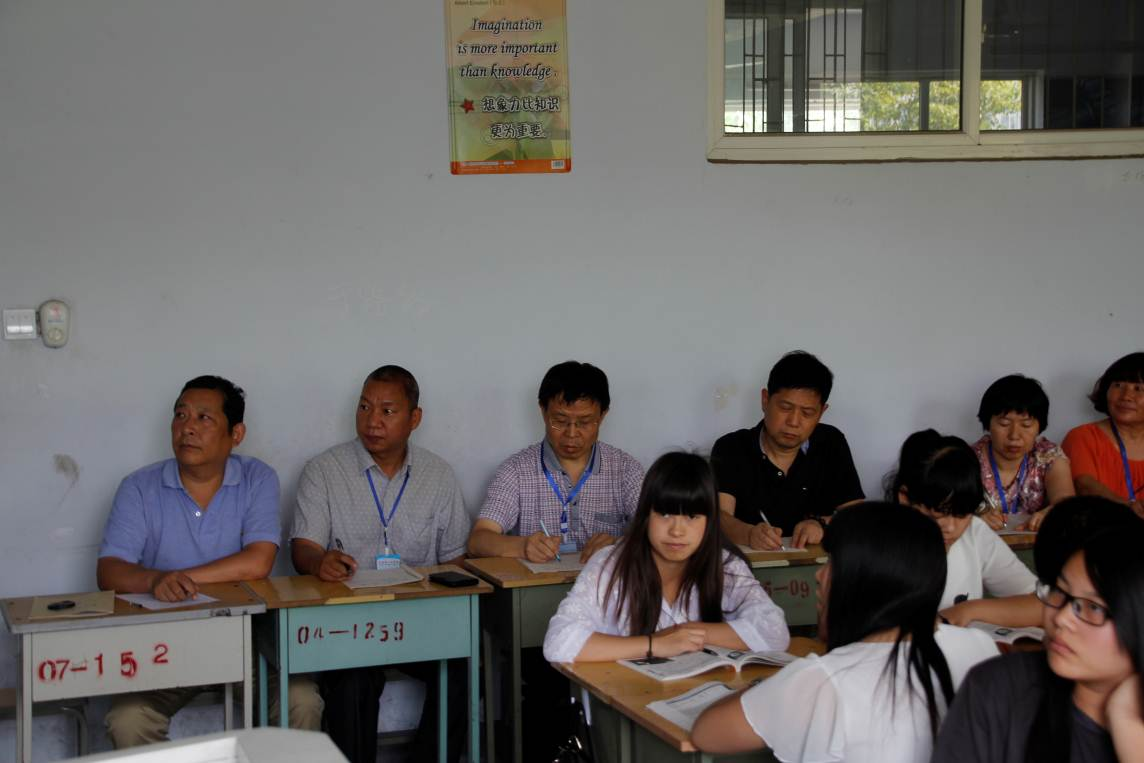 Imagination
is more important
than knowledge.
想象力比知识
更为重要。
07-152
04-1259
-09